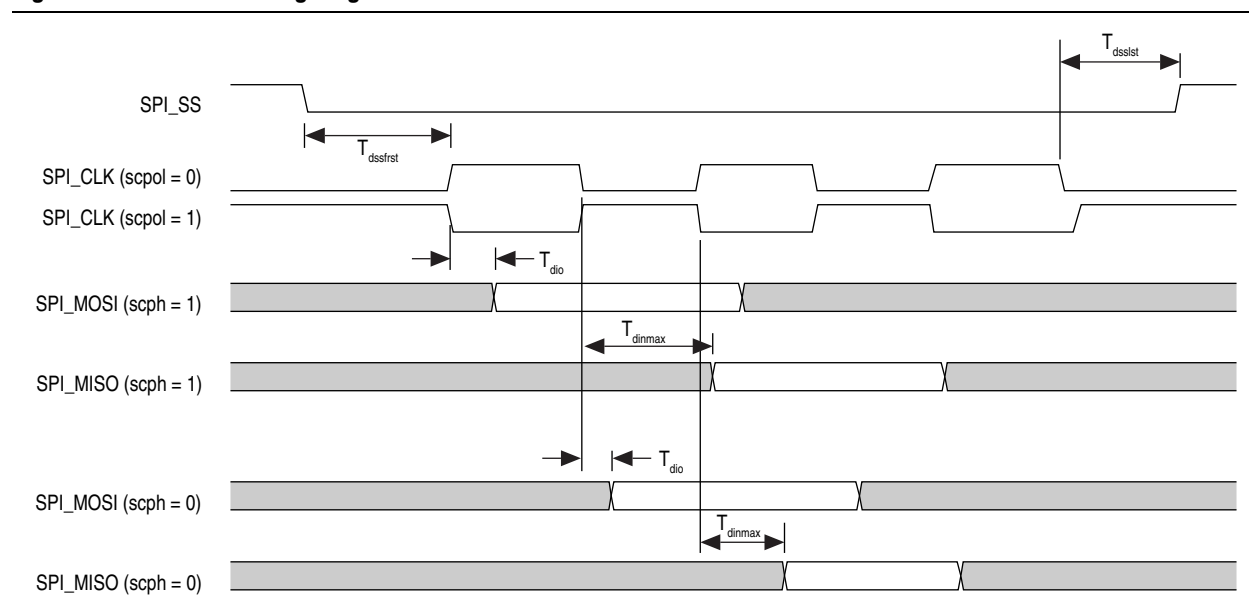 T_dsslst
SPI_SS
T_dssfrst
SPI_CLK (scpol = 0)
SPI_CLK (scpol = 1)
T_dio
SPI_MOSI (scph = 1)
T_dinmax
SPI_MISO (scph = 1)
T_dio
SPI_MOSI (scph = 0)
T_dinmax
SPI_MISO (scph = 0)